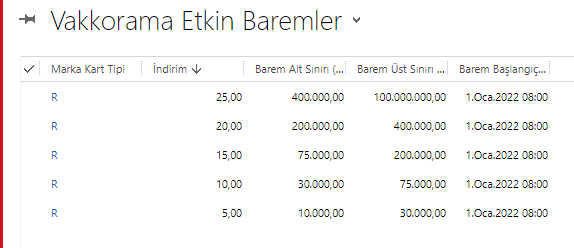 Vakkorama Etkin Baremler
Marka Kart Tipi İndirim ↓ Barem Alt Sınırı (... Barem Üst Sınırı ... Barem Başlangıç...
R 25,00 400.000,00 100.000.000,00 1.Oca.2022 08:00
R 20,00 200.000,00 400.000,00 1.Oca.2022 08:00
R 15,00 75.000,00 200.000,00 1.Oca.2022 08:00
R 10,00 30.000,00 75.000,00 1.Oca.2022 08:00
R 5,00 10.000,00 30.000,00 1.Oca.2022 08:00